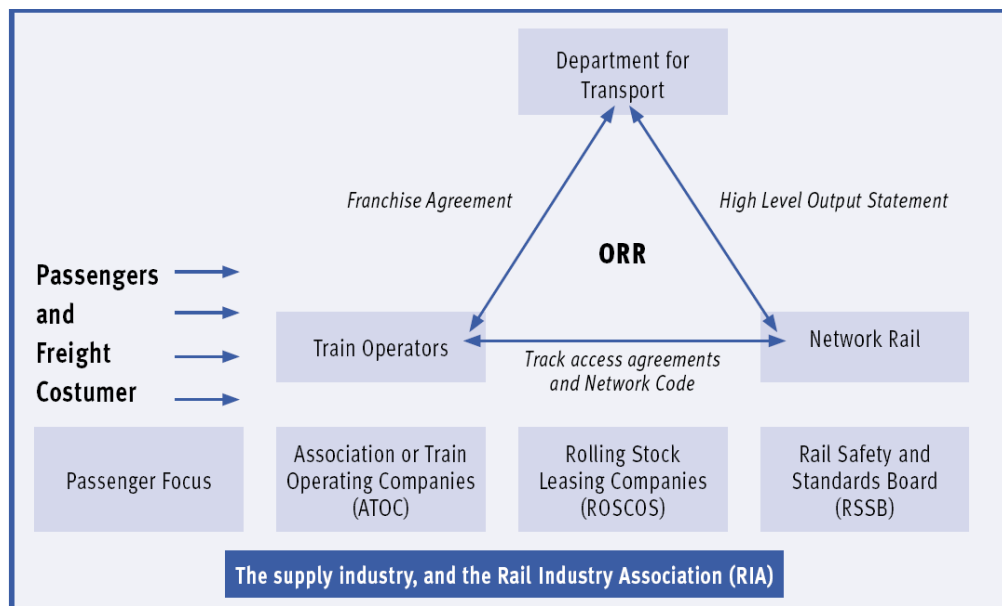 Department for
Transport
Franchise Agreement
High Level Output Statement
ORR
Passengers
and
Freight
Costumer
Train Operators
Network Rail
Track access agreements
and Network Code
Passenger Focus
Association or Train
Operating Companies
(ATOC)
Rolling Stock
Leasing Companies
(ROSCOS)
Rail Safety and
Standards Board
(RSSB)
The supply industry, and the Rail Industry Association (RIA)